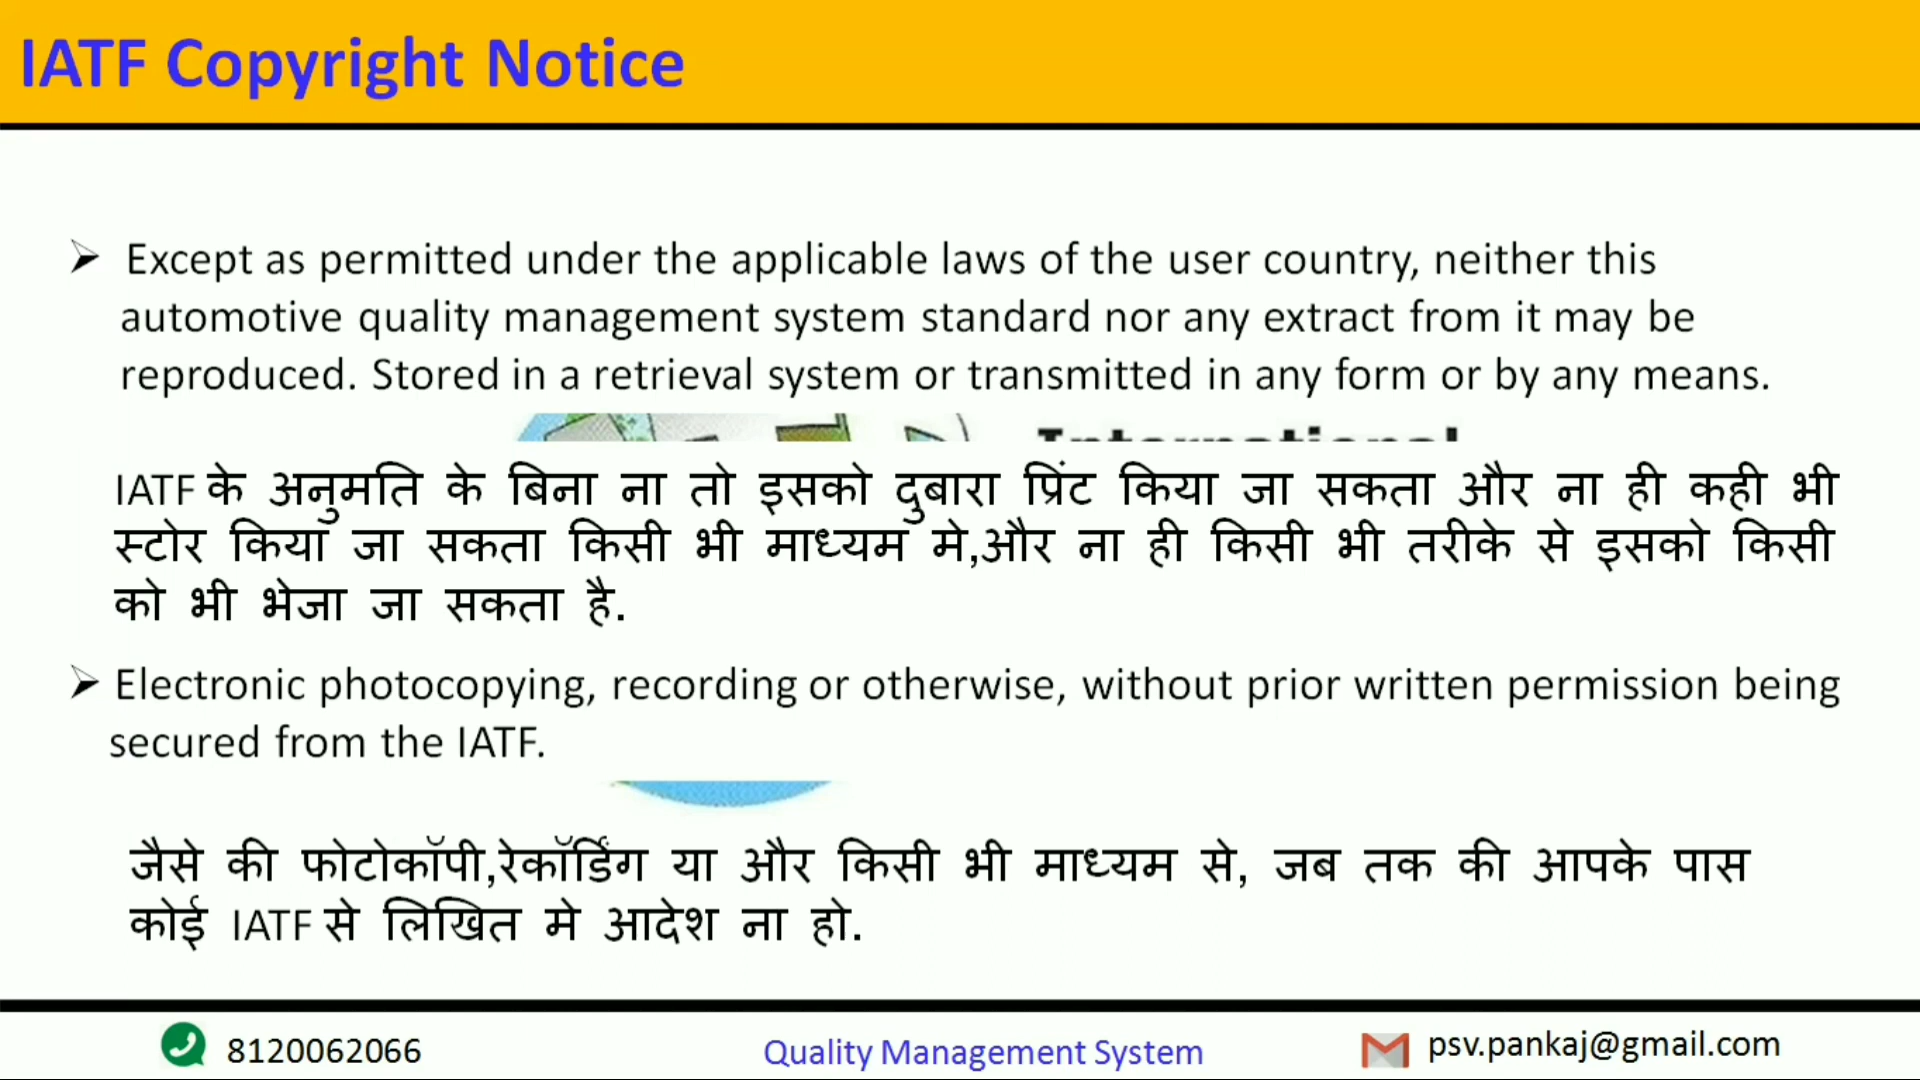 IATF Copyright Notice
Except as permitted under the applicable laws of the user country, neither this
automotive quality management system standard nor any extract from it may be
reproduced. Stored in a retrieval system or transmitted in any form or by any means.
International
IATF के अनुमति के बिना ना तो इसको दुबारा प्रिंट किया जा सकता और ना ही कही भी
स्टोर किया जा सकता किसी भी माध्यम मे,और ना ही किसी भी तरीके से इसको किसी
को भी भेजा जा सकता है.
Electronic photocopying, recording or otherwise, without prior written permission being
secured from the IATF.
जैसे की फोटोकॉपी,रेकॉर्डिंग या और किसी भी माध्यम से, जब तक की आपके पास
कोई IATF से लिखित मे आदेश ना हो.
8120062066
Quality Management System
psv.pankaj@gmail.com